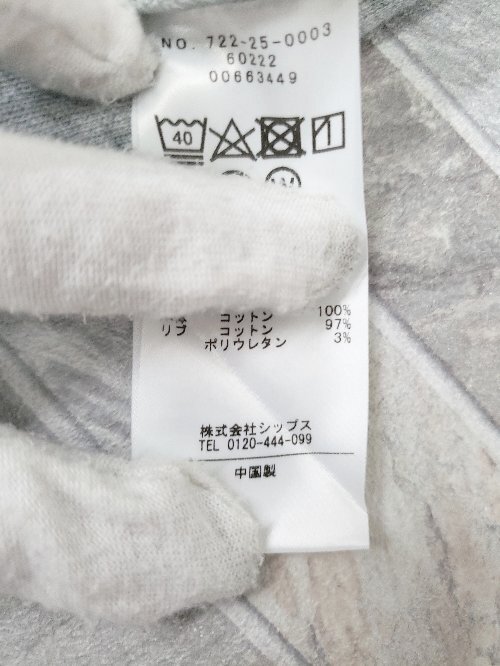 NO. 722-25-0003
60222
00663449
40
W
コットン 100%
リブ コットン 97%
ポリウレタン 3%
株式会社シップス
TEL 0120-444-099
中国製